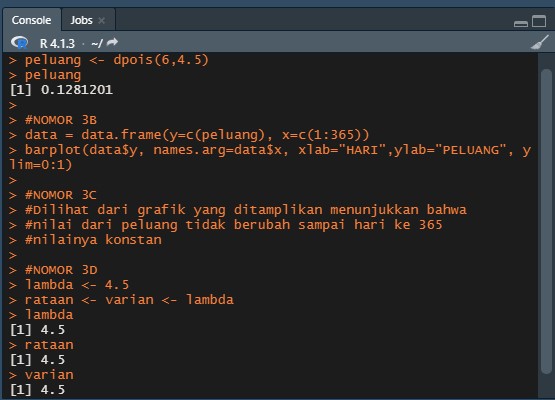 Console Jobs ×
R 4.1.3 · ~/
> peluang <- dpois(6,4.5)
> peluang
[1] 0.1281201
>
> #NOMOR 3B
> data = data.frame(y=c(peluang), x=c(1:365))
> barplot(data$y, names.arg=data$x, xlab="HARI",ylab="PELUANG", y
lim=0:1)
>
> #NOMOR 3C
> #Dilihat dari grafik yang ditamplikan menunjukkan bahwa
> #nilai dari peluang tidak berubah sampai hari ke 365
> #nilainya konstan
>
> #NOMOR 3D
> lambda <- 4.5
> rataan <- varian <- lambda
> lambda
[1] 4.5
> rataan
[1] 4.5
> varian
[1] 4.5